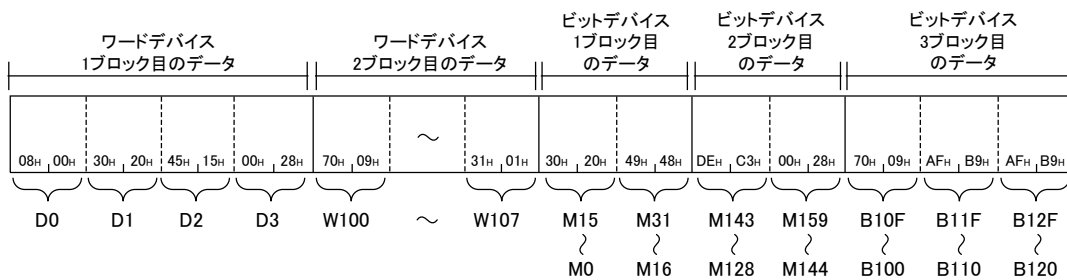 ワードデバイス
1ブロック目のデータ
ワードデバイス
2ブロック目のデータ
ビットデバイス
1ブロック目
のデータ
ビットデバイス
2ブロック目
のデータ
ビットデバイス
3ブロック目
のデータ
08H 00H 30H 20H 45H 15H 00H 28H 70H 09H ～ 31H 01H 30H 20H 49H 48H DEH C3H 00H 28H 70H 09H AFH B9H AFH B9H
D0 D1 D2 D3 W100 ～ W107 M15 M31 M143 M159 B10F B11F B12F
～ ～ ～ ～ ～ ～ ～
M0 M16 M128 M144 B100 B110 B120